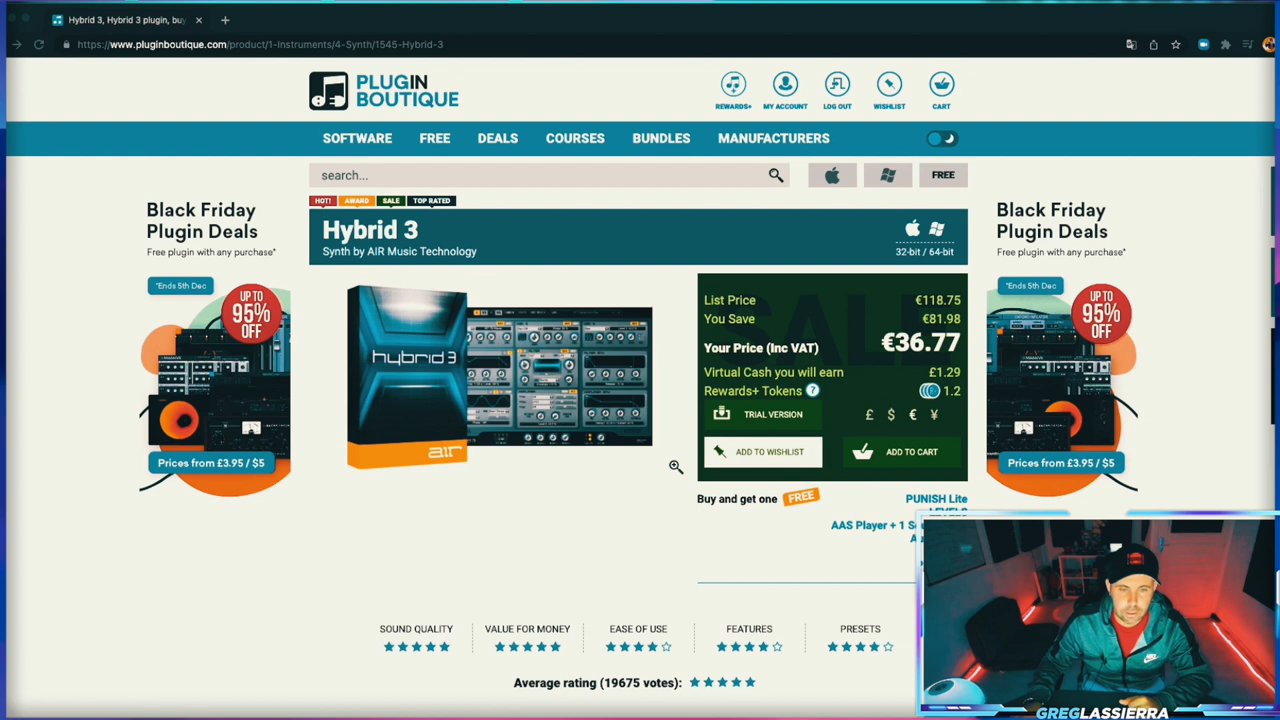 Hybrid 3, Hybrid 3 plugin, buy
https://www.pluginboutique.com/product/1-Instruments/4-Synth/1545-Hybrid-3
PLUGIN
BOUTIQUE
REWARDS+
MY ACCOUNT
LOG OUT
WISHLIST
CART
SOFTWARE
FREE
DEALS
COURSES
BUNDLES
MANUFACTURERS
search...
FREE
HOT!
AWARD
SALE
TOP RATED
Hybrid 3
Synth by AIR Music Technology
32-bit / 64-bit
Black Friday
Plugin Deals
Free plugin with any purchase*
*Ends 5th Dec
UP TO
95%
OFF
Prices from £3.95 / $5
hybrid 3
air
SALE
List Price €118.75
You Save €81.98
Your Price (Inc VAT) €36.77
Virtual Cash you will earn £1.29
Rewards+ Tokens ? 1.2
TRIAL VERSION
£ $ € ¥
ADD TO WISHLIST
ADD TO CART
Buy and get one FREE
PUNISH Lite
AAS Player + 1
Black Friday
Plugin Deals
Free plugin with any purchase*
*Ends 5th Dec
UP TO
95%
OFF
Prices from £3.95 / $5
SOUND QUALITY
VALUE FOR MONEY
EASE OF USE
FEATURES
PRESETS
Average rating (19675 votes):
GREGLASSIERRA